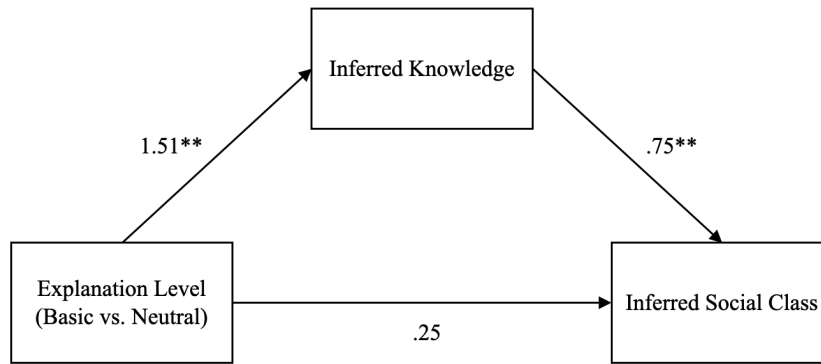 Inferred Knowledge
1.51**
.75**
Explanation Level
(Basic vs. Neutral)
Inferred Social Class
.25